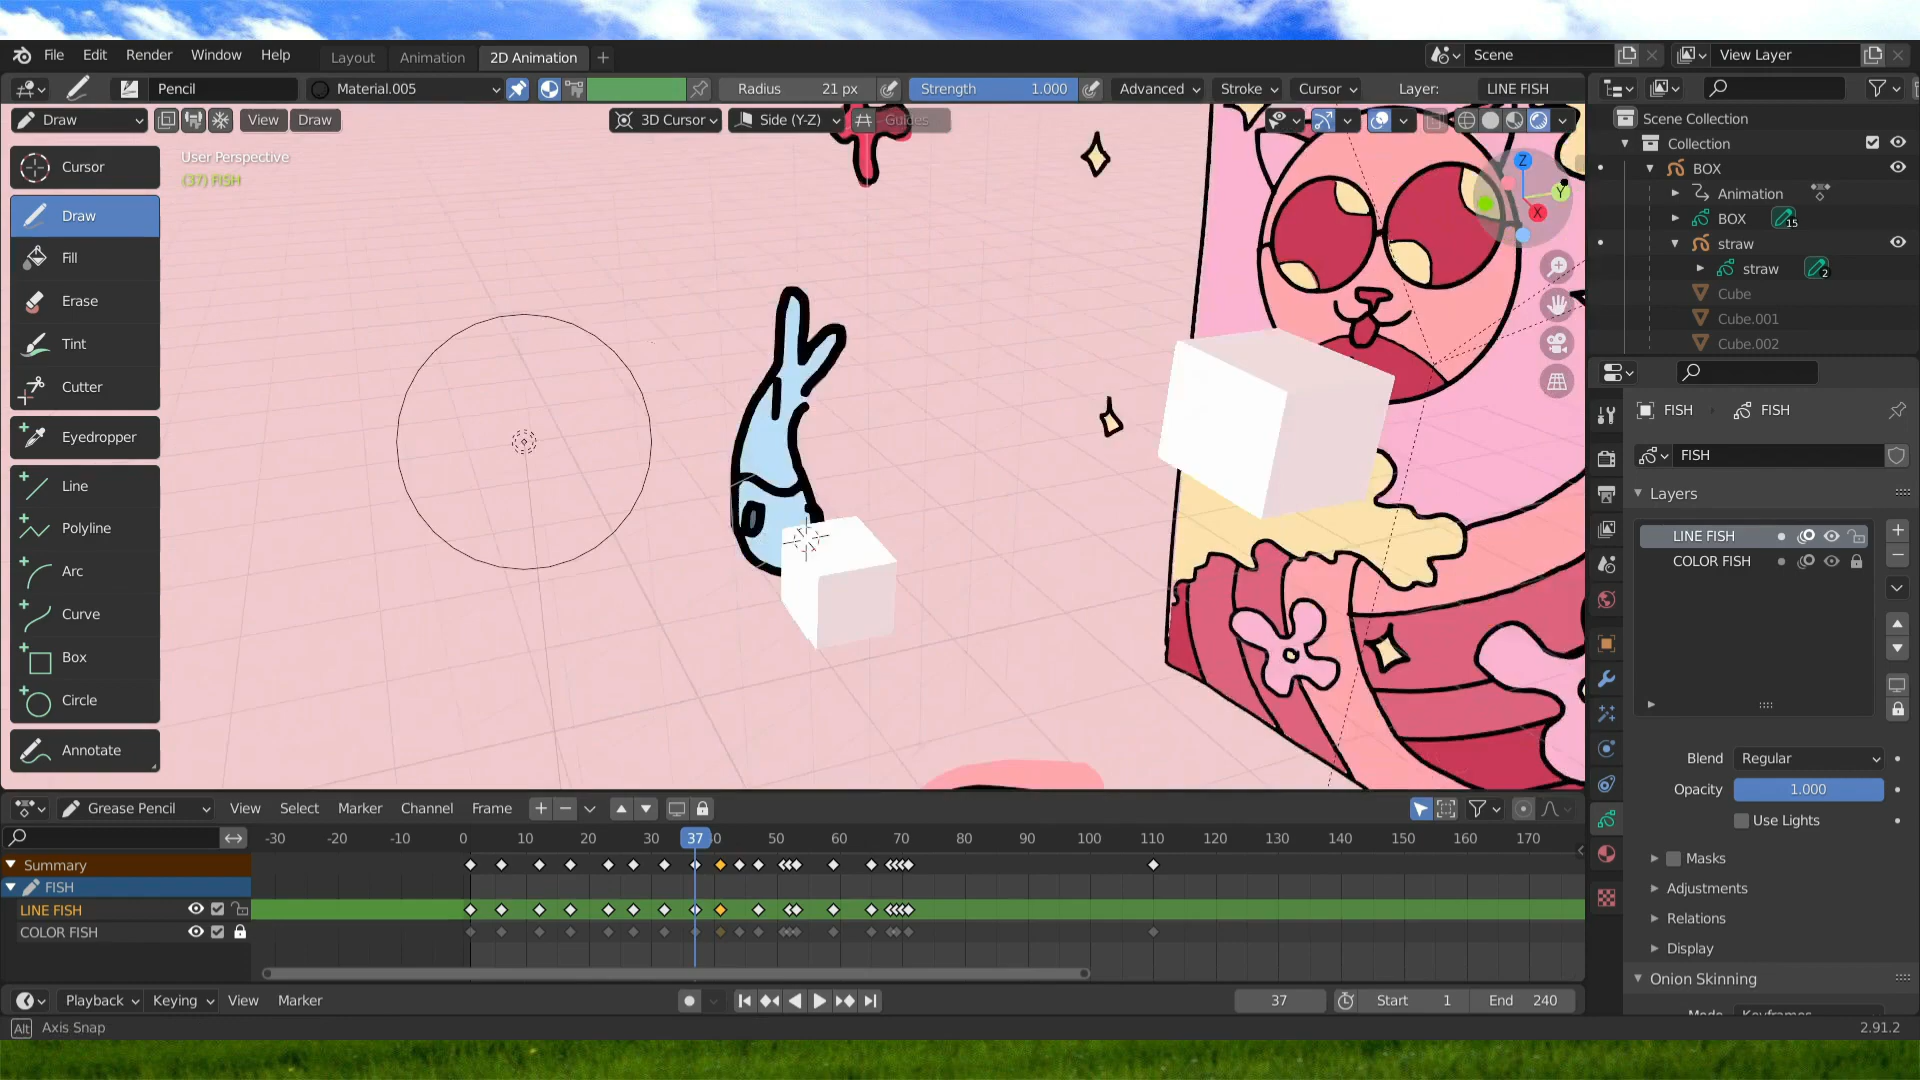 File Edit Render Window Help Layout Animation 2D Animation + Scene View Layer
Pencil Material.005 Radius 21 px Strength 1.000 Advanced Stroke Cursor Layer: LINE FISH
Draw View Draw 3D Cursor Side (Y-Z) Guides
User Perspective
(37) FISH
Cursor
Draw
Fill
Erase
Tint
Cutter
Eyedropper
Line
Polyline
Arc
Curve
Box
Circle
Annotate
Z
Y
X
Scene Collection
Collection
BOX
Animation
BOX 15
straw
straw 2
Cube
Cube.001
Cube.002
FISH FISH
FISH
Layers
LINE FISH
COLOR FISH
Blend Regular
Opacity 1.000
Use Lights
Masks
Adjustments
Relations
Display
Onion Skinning
Grease Pencil View Select Marker Channel Frame
-30 -20 -10 0 10 20 30 37 40 50 60 70 80 90 100 110 120 130 140 150 160 170
Summary
FISH
LINE FISH
COLOR FISH
Playback Keying View Marker 37 Start 1 End 240
Alt Axis Snap 2.91.2